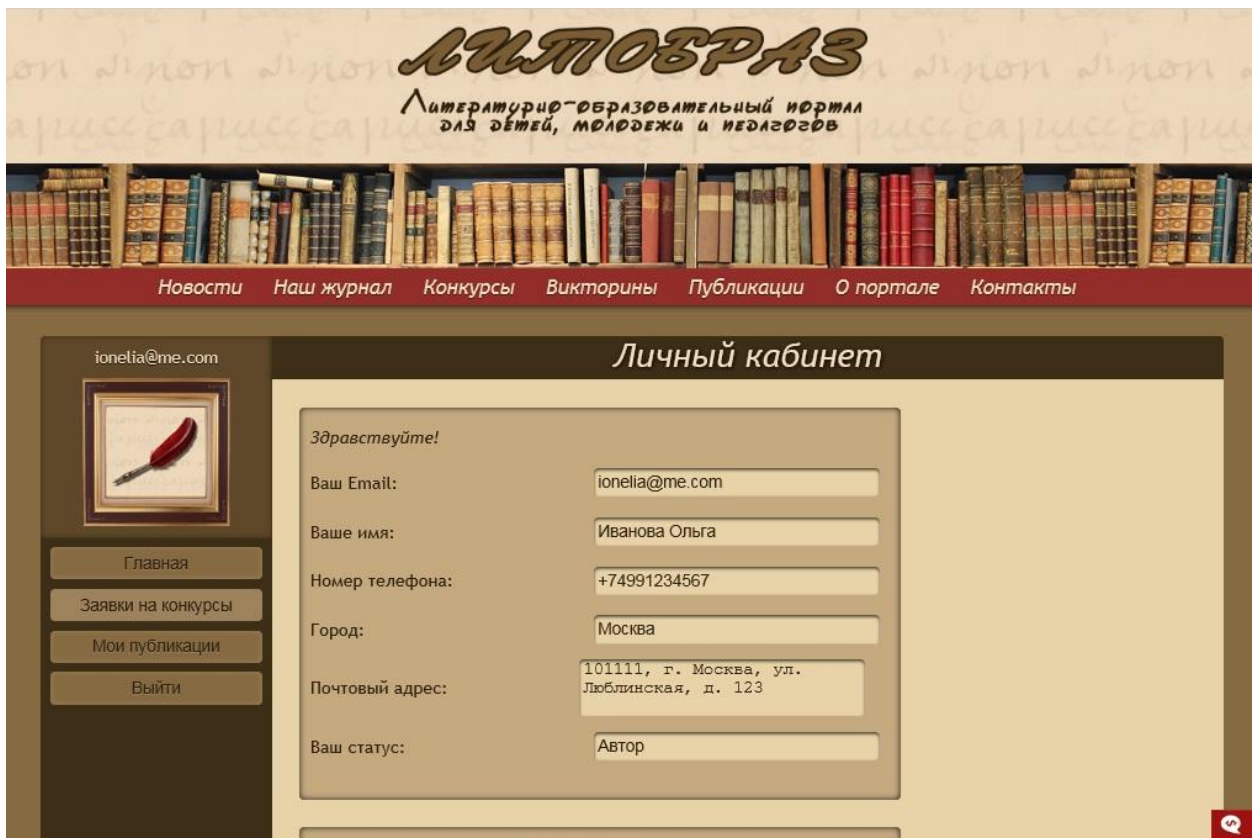 ЛИТОБРАЗ
Литературно-образовательный портал
для детей, молодежи и педагогов
Новости Наш журнал Конкурсы Викторины Публикации О портале Контакты
ionelia@me.com
Главная
Заявки на конкурсы
Мои публикации
Выйти
Личный кабинет
Здравствуйте!
Ваш Email: ionelia@me.com
Ваше имя: Иванова Ольга
Номер телефона: +74991234567
Город: Москва
Почтовый адрес: 101111, г. Москва, ул.
Люблинская, д. 123
Ваш статус: Автор